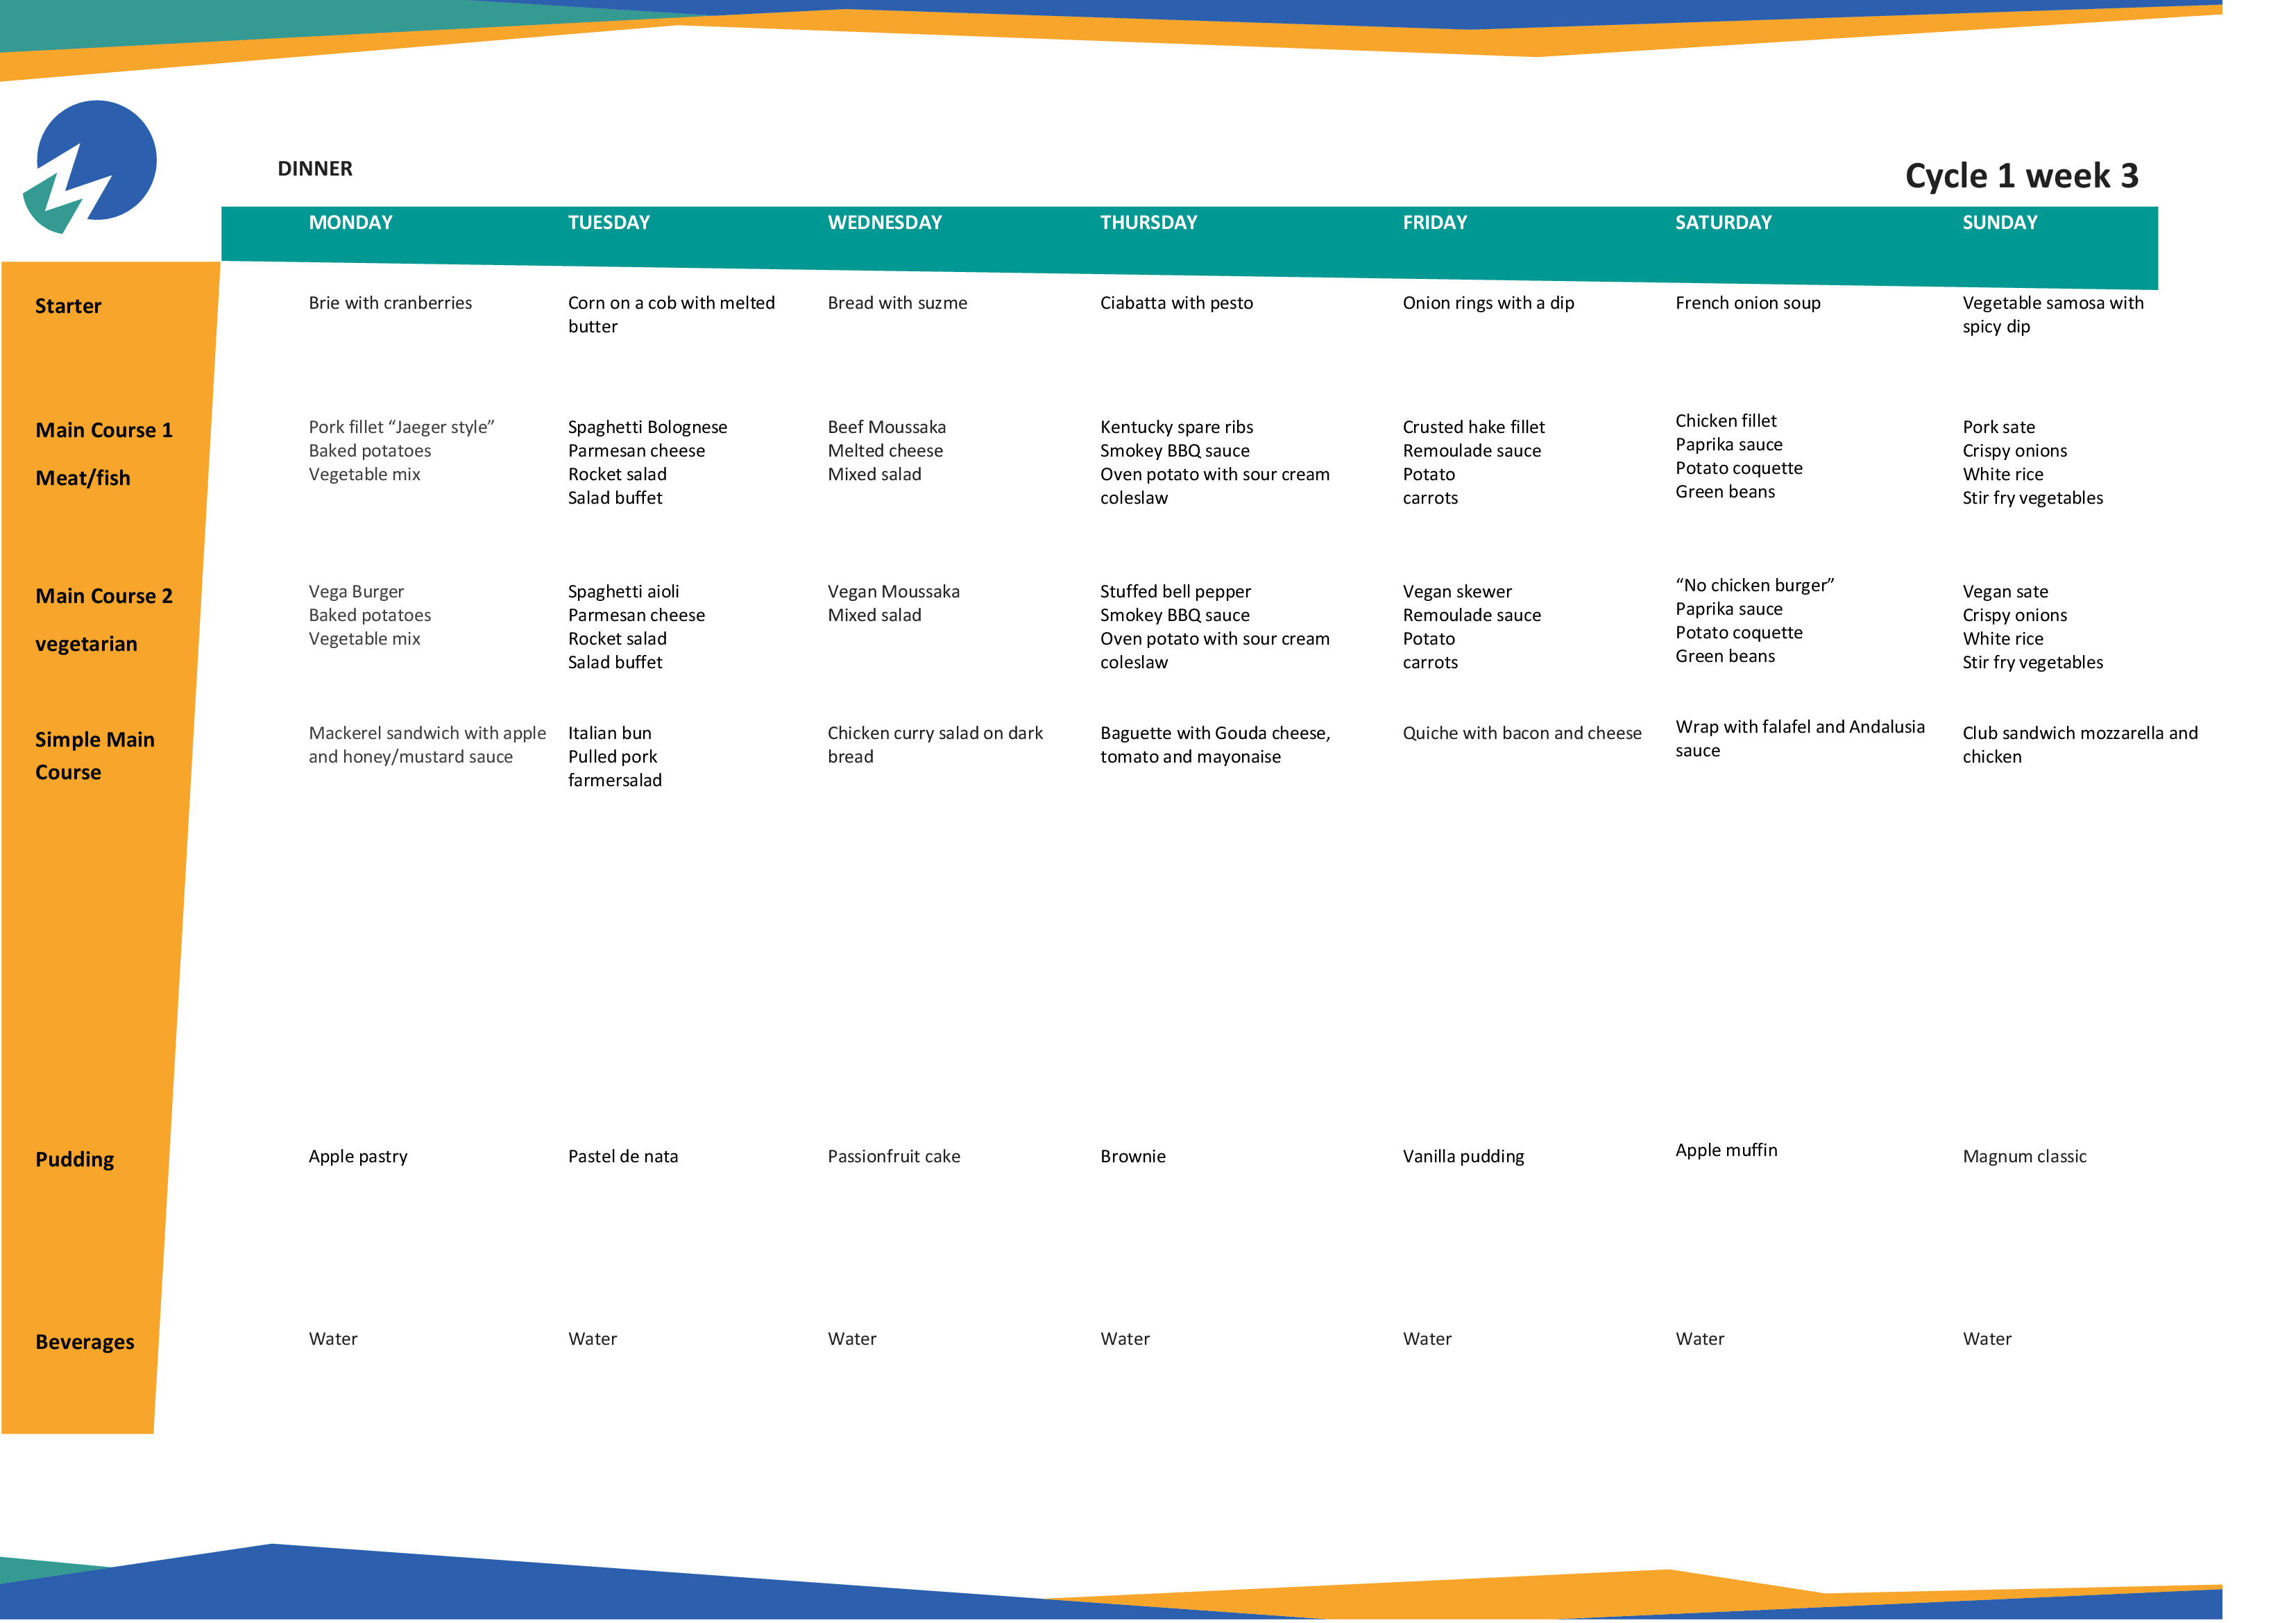 DINNER
Cycle 1 week 3
MONDAY TUESDAY WEDNESDAY THURSDAY FRIDAY SATURDAY SUNDAY
Starter
Brie with cranberries
Corn on a cob with melted
butter
Bread with suzme
Ciabatta with pesto
Onion rings with a dip
French onion soup
Vegetable samosa with
spicy dip
Main Course 1
Meat/fish
Pork fillet “Jaeger style”
Baked potatoes
Vegetable mix
Spaghetti Bolognese
Parmesan cheese
Rocket salad
Salad buffet
Beef Moussaka
Melted cheese
Mixed salad
Kentucky spare ribs
Smokey BBQ sauce
Oven potato with sour cream
coleslaw
Crusted hake fillet
Remoulade sauce
Potato
carrots
Chicken fillet
Paprika sauce
Potato coquette
Green beans
Pork sate
Crispy onions
White rice
Stir fry vegetables
Main Course 2
vegetarian
Vega Burger
Baked potatoes
Vegetable mix
Spaghetti aioli
Parmesan cheese
Rocket salad
Salad buffet
Vegan Moussaka
Mixed salad
Stuffed bell pepper
Smokey BBQ sauce
Oven potato with sour cream
coleslaw
Vegan skewer
Remoulade sauce
Potato
carrots
“No chicken burger”
Paprika sauce
Potato coquette
Green beans
Vegan sate
Crispy onions
White rice
Stir fry vegetables
Simple Main
Course
Mackerel sandwich with apple
and honey/mustard sauce
Italian bun
Pulled pork
farmersalad
Chicken curry salad on dark
bread
Baguette with Gouda cheese,
tomato and mayonaise
Quiche with bacon and cheese
Wrap with falafel and Andalusia
sauce
Club sandwich mozzarella and
chicken
Pudding
Apple pastry
Pastel de nata
Passionfruit cake
Brownie
Vanilla pudding
Apple muffin
Magnum classic
Beverages
Water
Water
Water
Water
Water
Water
Water